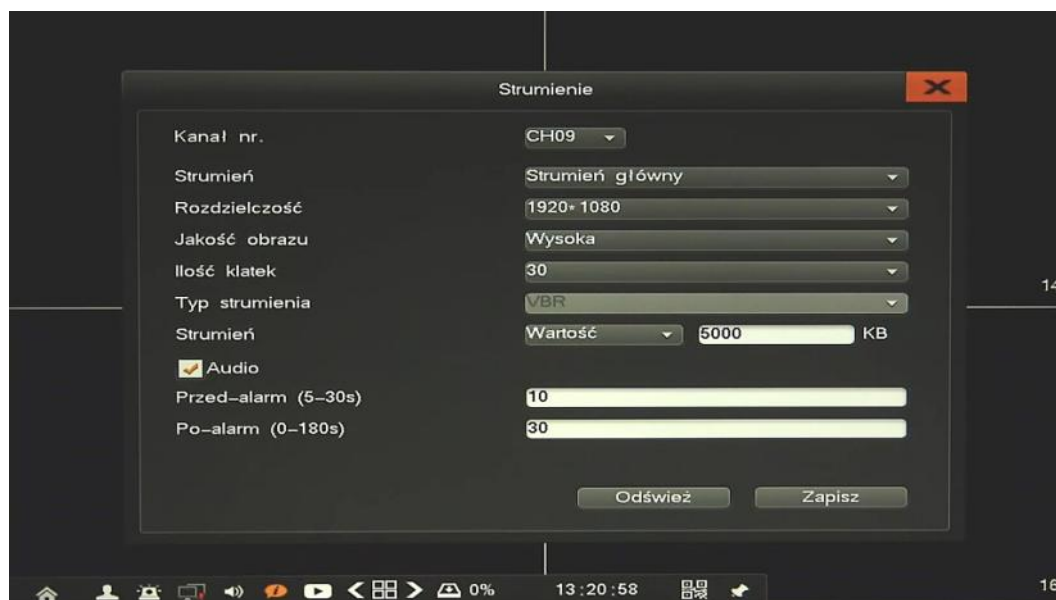 Strumienie
Kanał nr. CH09
Strumień Strumień główny
Rozdzielczość 1920*1080
Jakość obrazu Wysoka
Ilość klatek 30
14
Typ strumienia VBR
Strumień Wartość 5000 KB
Audio
Przed-alarm (5-30s) 10
Po-alarm (0-180s) 30
Odśwież Zapisz
0% 13:20:58
16